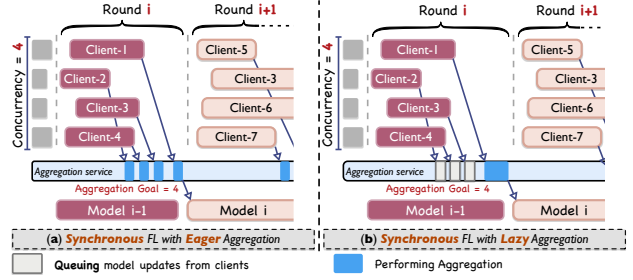 Round i
Round i+1
Concurrency = 4
Client-1
Client-2
Client-3
Client-4
Client-5
Client-3
Client-6
Client-7
Aggregation service
Aggregation Goal = 4
Model i-1
Model i
(a) Synchronous FL with Eager Aggregation
Round i
Round i+1
Concurrency = 4
Client-1
Client-2
Client-3
Client-4
Client-5
Client-3
Client-6
Client-7
Aggregation service
Aggregation Goal = 4
Model i-1
Model i
(b) Synchronous FL with Lazy Aggregation
Queuing model updates from clients
Performing Aggregation